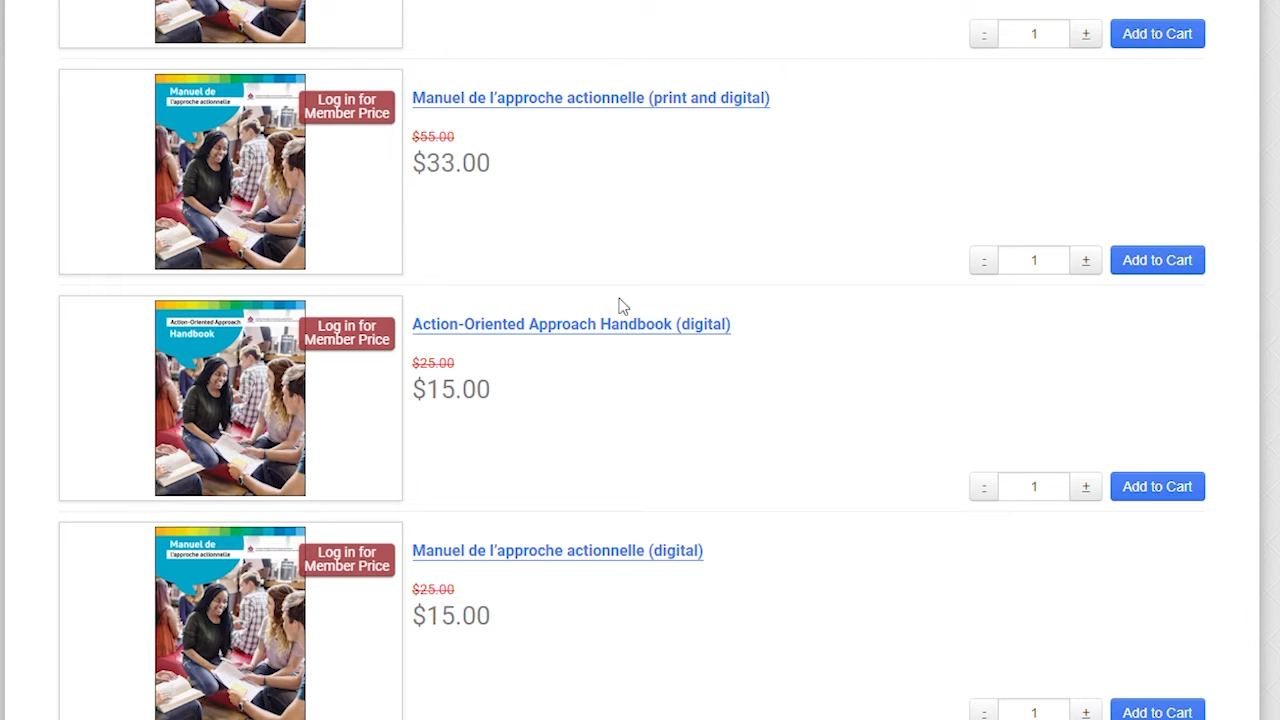 - 1 + Add to Cart
Manuel de
l'approche actionnelle
Log in for
Member Price
Manuel de l'approche actionnelle (print and digital)
$55.00
$33.00
- 1 + Add to Cart
Action-Oriented Approach
Handbook
Log in for
Member Price
Action-Oriented Approach Handbook (digital)
$25.00
$15.00
- 1 + Add to Cart
Manuel de
l'approche actionnelle
Log in for
Member Price
Manuel de l'approche actionnelle (digital)
$25.00
$15.00
- 1 + Add to Cart